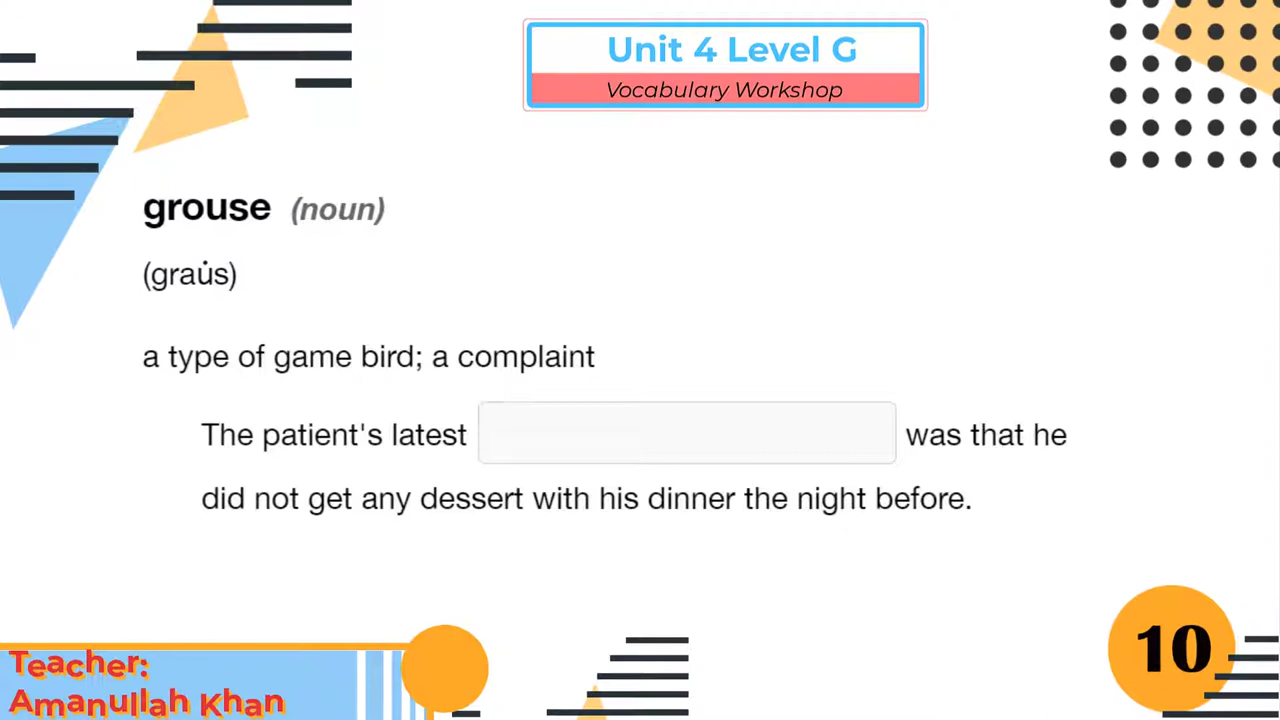 Unit 4 Level G
Vocabulary Workshop
grouse (noun)
(grau̇s)
a type of game bird; a complaint
The patient's latest was that he
did not get any dessert with his dinner the night before.
10
Teacher:
Amanullah Khan